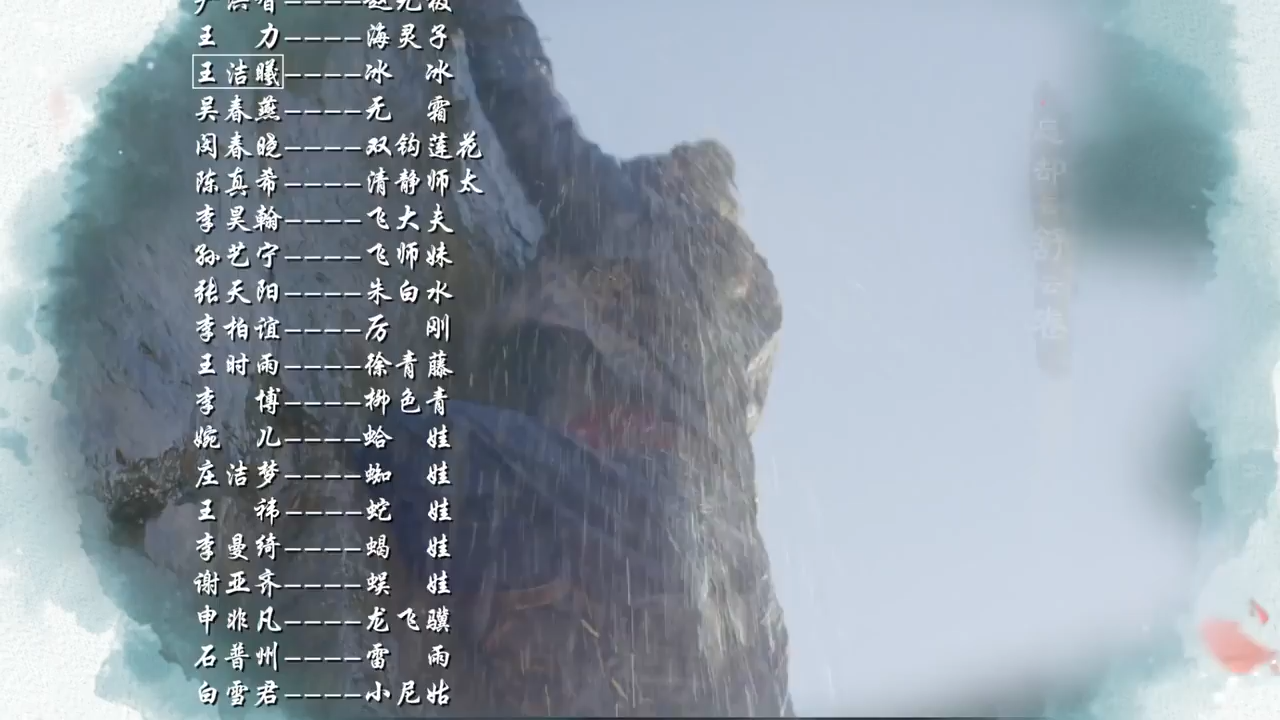 王 力----海灵子
王洁曦----冰 冰
吴春燕----无 霜
闵春晓----双钩莲花
陈真希----清静师太
李昊翰----飞大夫
孙艺宁----飞师妹
张天阳----朱白水
李柏谊----厉 刚
王时雨----徐青藤
李 博----柳色青
婉 儿----蛤 娃
庄洁梦----蜘 娃
王 祎----蛇 娃
李曼绮----蝎 娃
谢亚齐----蜈 娃
申非凡----龙飞骥
石普州----雷 雨
白雪君----小尼姑